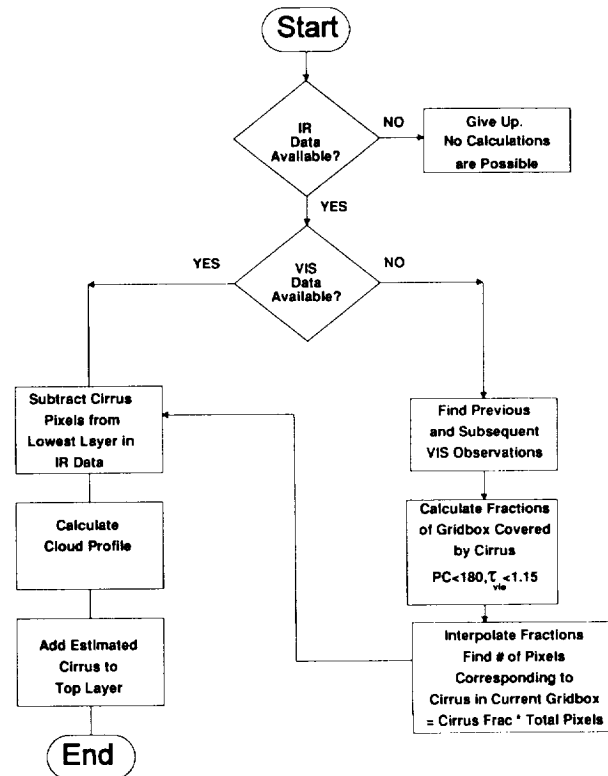 Start
IR
Data
Available?
NO
Give Up.
No Calculations
are Possible
YES
VIS
Data
Available?
YES
NO
Subtract Cirrus
Pixels from
Lowest Layer in
IR Data
Find Previous
and Subsequent
VIS Observations
Calculate
Cloud Profile
Calculate Fractions
of Gridbox Covered
by Cirrus
PC<180,τvis<1.15
Add Estimated
Cirrus to
Top Layer
Interpolate Fractions
Find # of Pixels
Corresponding to
Cirrus in Current Gridbox
= Cirrus Frac * Total Pixels
End